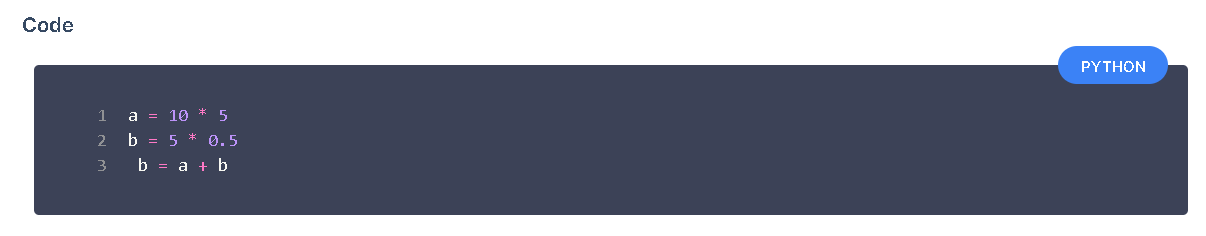 Code
PYTHON
1 a = 10 * 5
2 b = 5 * 0.5
3  b = a + b